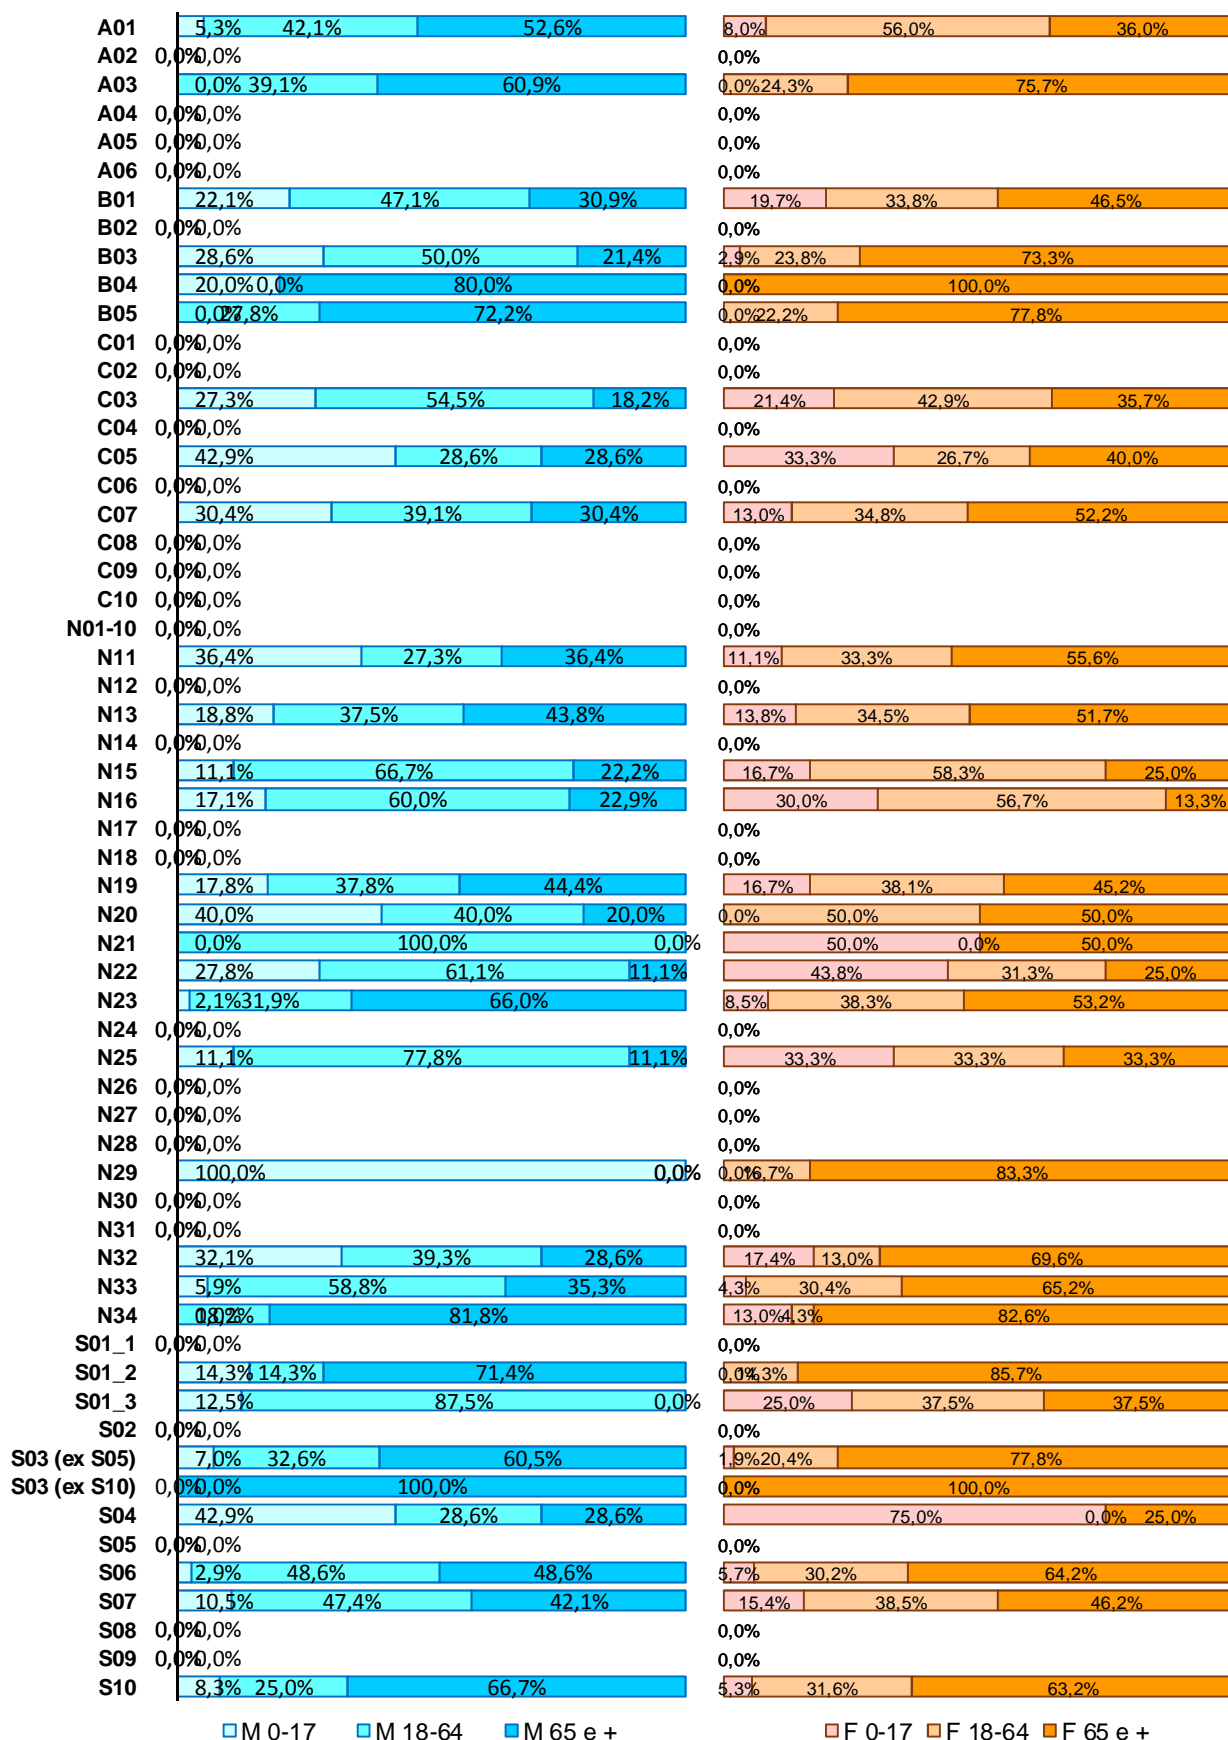 A01 5,3% 42,1% 52,6% 8,0% 56,0% 36,0%
A02 0,0% 0,0% 0,0%
A03 0,0% 39,1% 60,9% 0,0% 24,3% 75,7%
A04 0,0% 0,0% 0,0%
A05 0,0% 0,0% 0,0%
A06 0,0% 0,0% 0,0%
B01 22,1% 47,1% 30,9% 19,7% 33,8% 46,5%
B02 0,0% 0,0% 0,0%
B03 28,6% 50,0% 21,4% 2,9% 23,8% 73,3%
B04 20,0% 0,0% 80,0% 0,0% 100,0%
B05 0,0% 27,8% 72,2% 0,0% 22,2% 77,8%
C01 0,0% 0,0% 0,0%
C02 0,0% 0,0% 0,0%
C03 27,3% 54,5% 18,2% 21,4% 42,9% 35,7%
C04 0,0% 0,0% 0,0%
C05 42,9% 28,6% 28,6% 33,3% 26,7% 40,0%
C06 0,0% 0,0% 0,0%
C07 30,4% 39,1% 30,4% 13,0% 34,8% 52,2%
C08 0,0% 0,0% 0,0%
C09 0,0% 0,0% 0,0%
C10 0,0% 0,0% 0,0%
N01-10 0,0% 0,0% 0,0%
N11 36,4% 27,3% 36,4% 11,1% 33,3% 55,6%
N12 0,0% 0,0% 0,0%
N13 18,8% 37,5% 43,8% 13,8% 34,5% 51,7%
N14 0,0% 0,0% 0,0%
N15 11,1% 66,7% 22,2% 16,7% 58,3% 25,0%
N16 17,1% 60,0% 22,9% 30,0% 56,7% 13,3%
N17 0,0% 0,0% 0,0%
N18 0,0% 0,0% 0,0%
N19 17,8% 37,8% 44,4% 16,7% 38,1% 45,2%
N20 40,0% 40,0% 20,0% 0,0% 50,0% 50,0%
N21 0,0% 100,0% 0,0% 50,0% 0,0% 50,0%
N22 27,8% 61,1% 11,1% 43,8% 31,3% 25,0%
N23 2,1% 31,9% 66,0% 8,5% 38,3% 53,2%
N24 0,0% 0,0% 0,0%
N25 11,1% 77,8% 11,1% 33,3% 33,3% 33,3%
N26 0,0% 0,0% 0,0%
N27 0,0% 0,0% 0,0%
N28 0,0% 0,0% 0,0%
N29 100,0% 0,0% 0,0% 16,7% 83,3%
N30 0,0% 0,0% 0,0%
N31 0,0% 0,0% 0,0%
N32 32,1% 39,3% 28,6% 17,4% 13,0% 69,6%
N33 5,9% 58,8% 35,3% 4,3% 30,4% 65,2%
N34 0,0% 18,2% 81,8% 13,0% 4,3% 82,6%
S01_1 0,0% 0,0% 0,0%
S01_2 14,3% 14,3% 71,4% 0,0% 14,3% 85,7%
S01_3 12,5% 87,5% 0,0% 25,0% 37,5% 37,5%
S02 0,0% 0,0% 0,0%
S03 (ex S05) 7,0% 32,6% 60,5% 1,9% 20,4% 77,8%
S03 (ex S10) 0,0% 0,0% 100,0% 0,0% 100,0%
S04 42,9% 28,6% 28,6% 75,0% 0,0% 25,0%
S05 0,0% 0,0% 0,0%
S06 2,9% 48,6% 48,6% 5,7% 30,2% 64,2%
S07 10,5% 47,4% 42,1% 15,4% 38,5% 46,2%
S08 0,0% 0,0% 0,0%
S09 0,0% 0,0% 0,0%
S10 8,3% 25,0% 66,7% 5,3% 31,6% 63,2%
M 0-17 M 18-64 M 65 e + F 0-17 F 18-64 F 65 e +